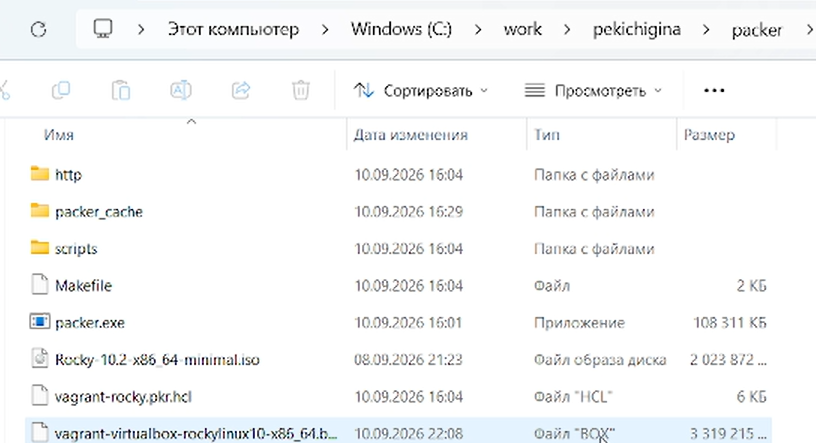 Этот компьютер > Windows (C:) > work > pekichigina > packer >
Сортировать Просмотреть ...
Имя Дата изменения Тип Размер
http 10.09.2026 16:04 Папка с файлами
packer_cache 10.09.2026 16:29 Папка с файлами
scripts 10.09.2026 16:04 Папка с файлами
Makefile 10.09.2026 16:04 Файл 2 КБ
packer.exe 10.09.2026 16:01 Приложение 108 311 КБ
Rocky-10.2-x86_64-minimal.iso 08.09.2026 21:23 Файл образа диска 2 023 872 ...
vagrant-rocky.pkr.hcl 10.09.2026 16:04 Файл "HCL" 6 КБ
vagrant-virtualbox-rockylinux10-x86_64.b... 10.09.2026 22:08 Файл "BOX" 3 319 215 ...